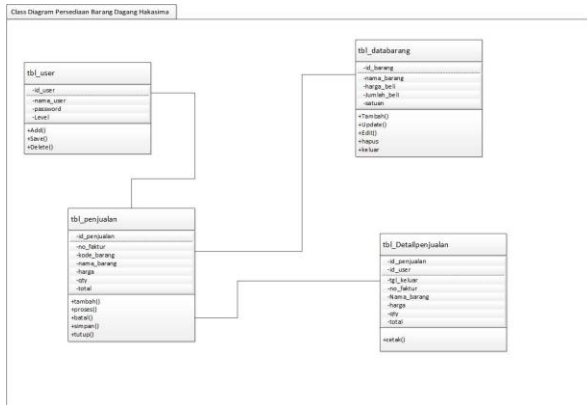 Class Diagram Persediaan Barang Dagang Hakasima
tbl_user
-id_user
-nama_user
-password
-Level
+Add()
+Save()
+Delete()
tbl_databarang
-id_barang
-nama_barang
-harga_beli
-Jumlah_beli
-satuan
+Tambah()
+Update()
+Edit()
+hapus
+keluar
tbl_penjualan
-id_penjualan
-no_faktur
-kode_barang
-nama_barang
-harga
-qty
-total
+tambah()
+proses()
+batal()
+simpan()
+tutup()
tbl_Detailpenjualan
-id_penjualan
-id_user
-tgl_keluar
-no_faktur
-Nama_barang
-harga
-qty
-total
+cetak()